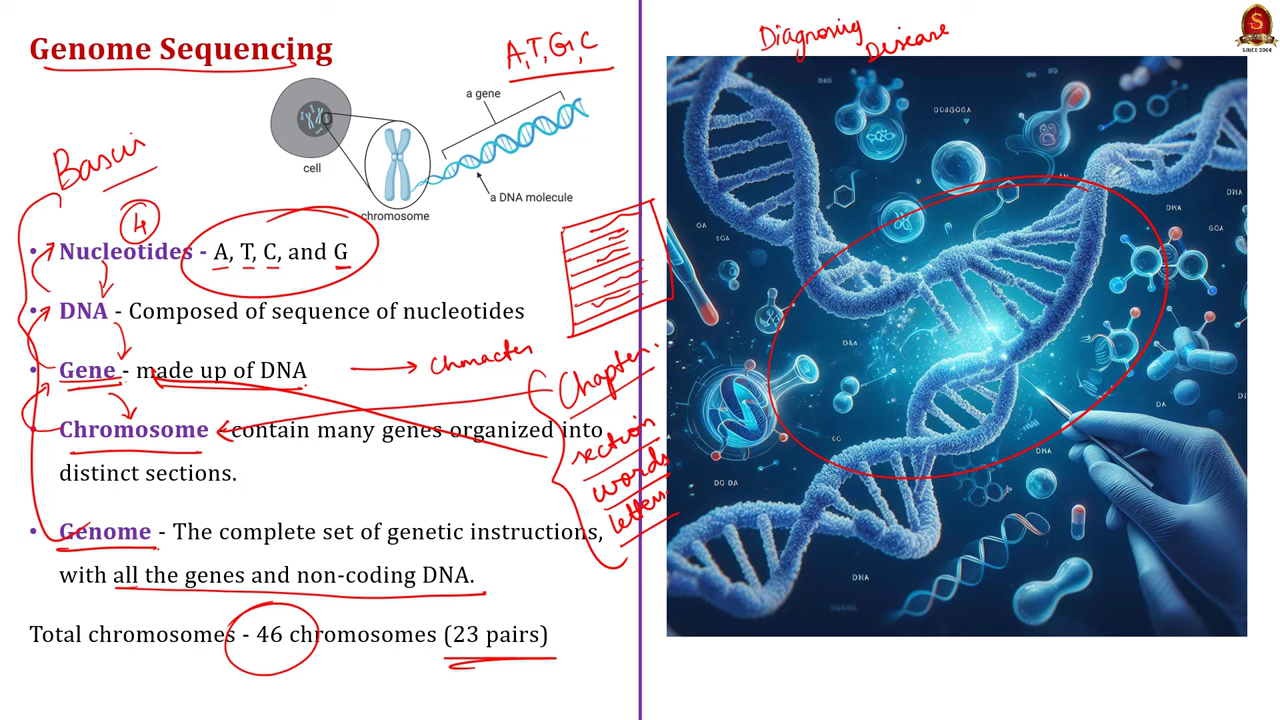 Genome Sequencing
A, T, G, C
a gene
cell
a DNA molecule
chromosome
Basics
4
• Nucleotides - A, T, C, and G
• DNA - Composed of sequence of nucleotides
• Gene - made up of DNA
Character
• Chromosome - contain many genes organized into
distinct sections.
• Genome - The complete set of genetic instructions,
with all the genes and non-coding DNA.
Total chromosomes - 46 chromosomes (23 pairs)
Chapter.
section
words
letters
Diagnosing
Disease
S
SINCE 2004
DNA
DNA
DNA
DNA